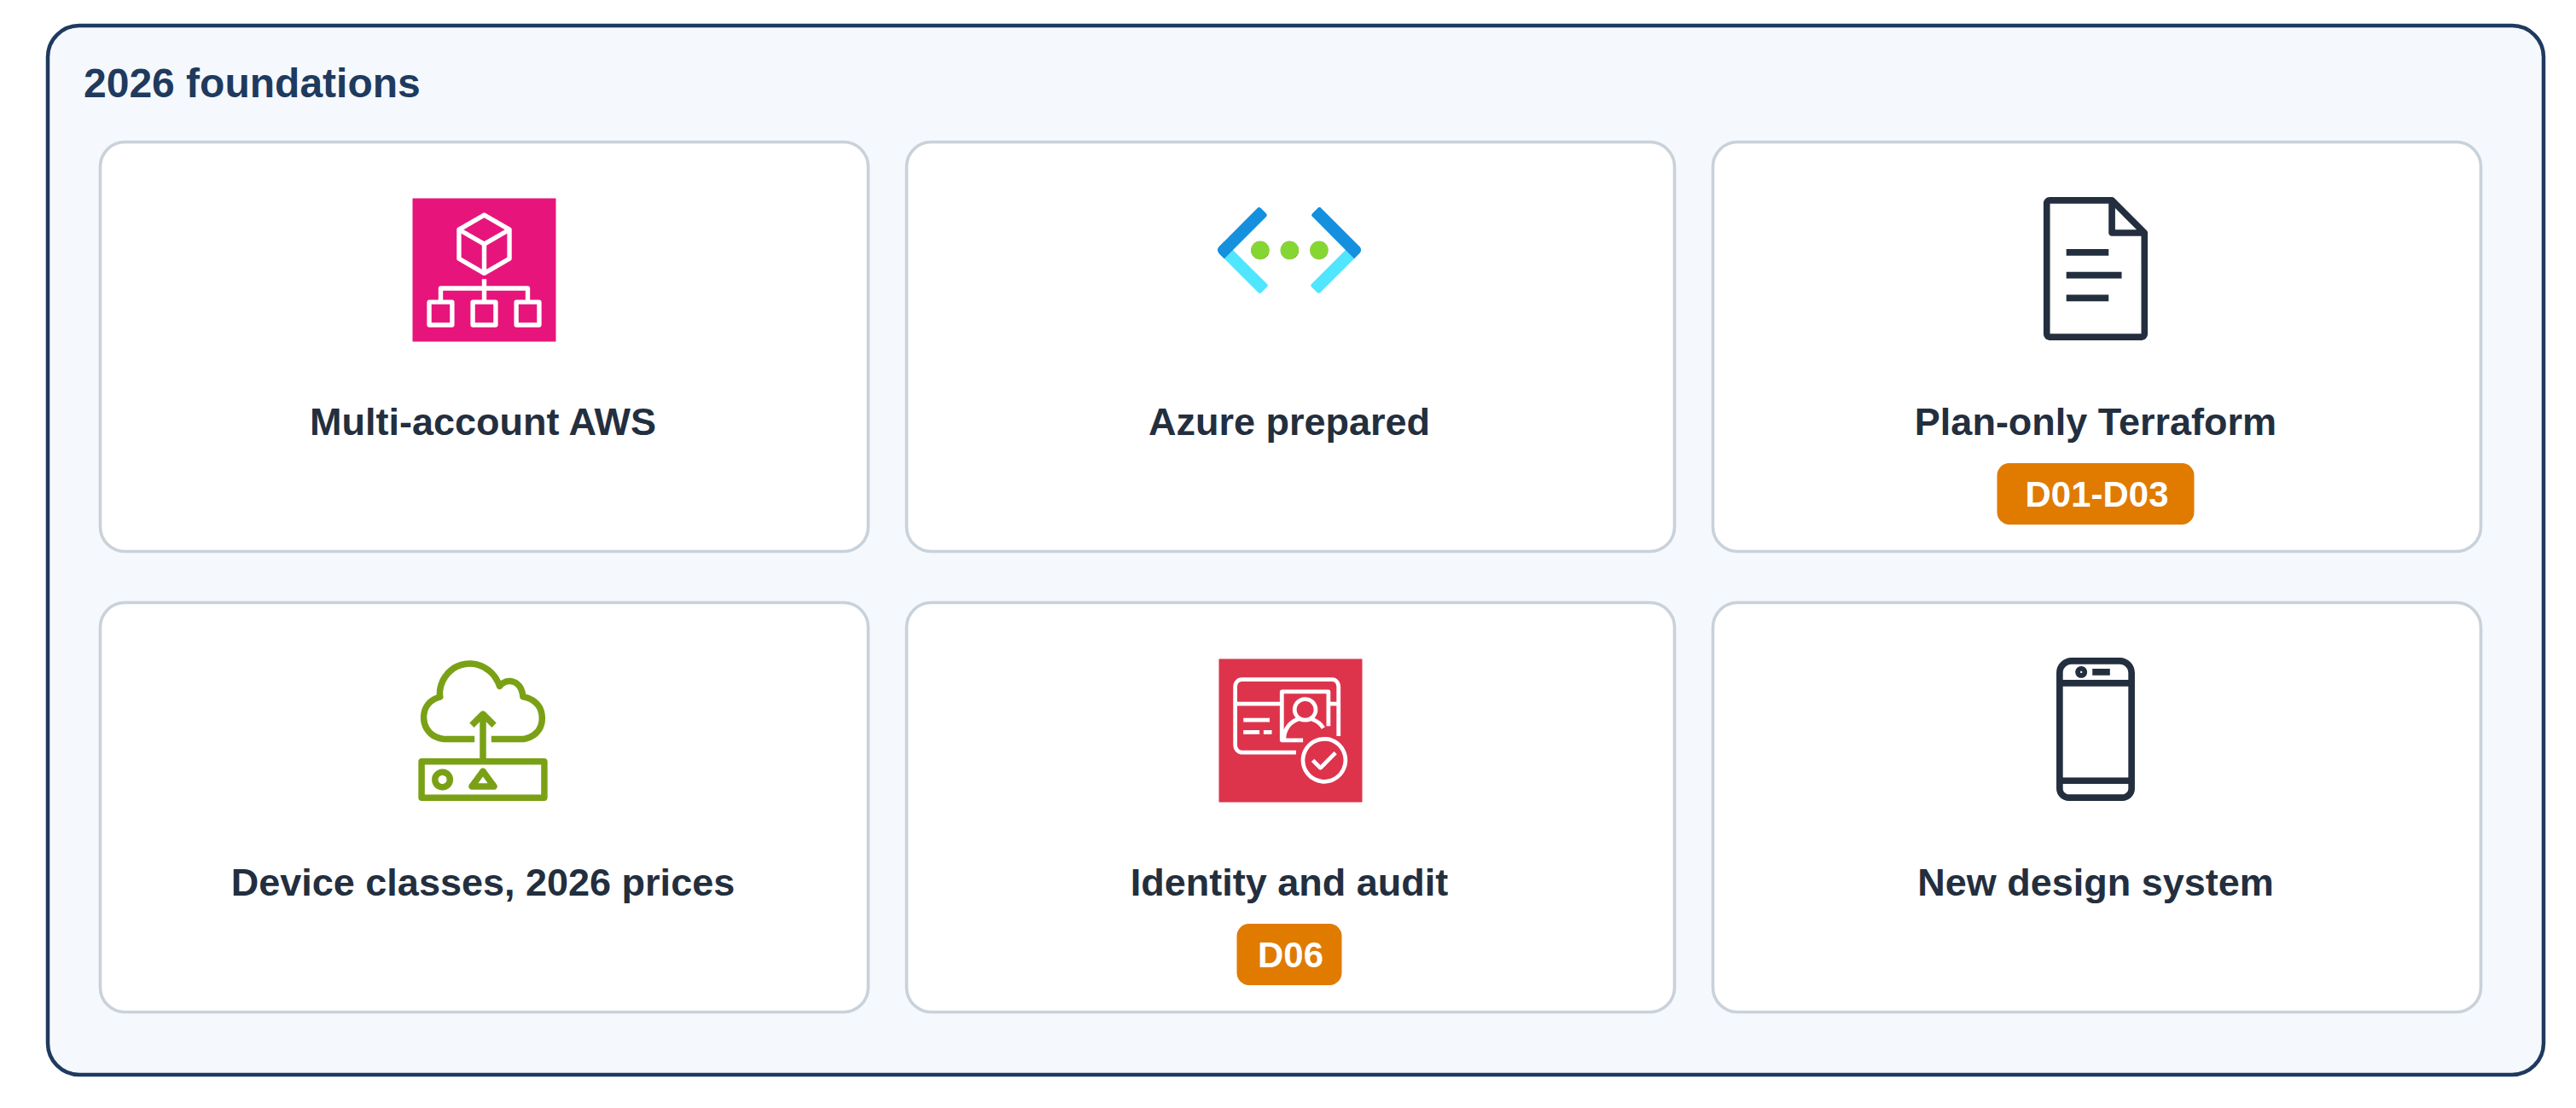 2026 foundations
Multi-account AWS
Azure prepared
Plan-only Terraform
D01-D03
Device classes, 2026 prices
Identity and audit
D06
New design system